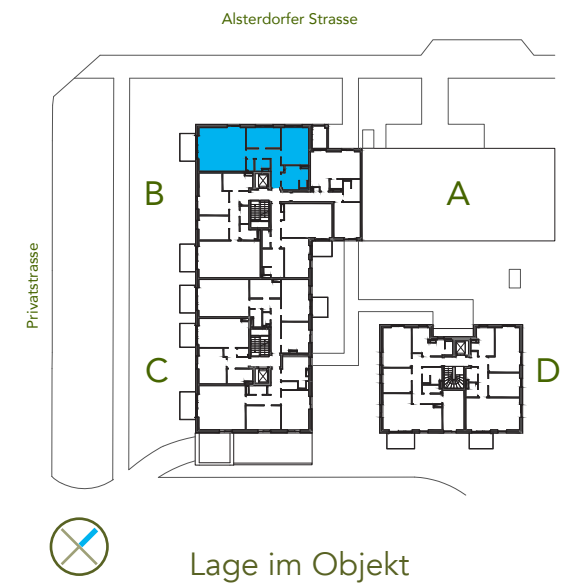 Alsterdorfer Strasse
B
A
Privatstrasse
C
D
Lage im Objekt